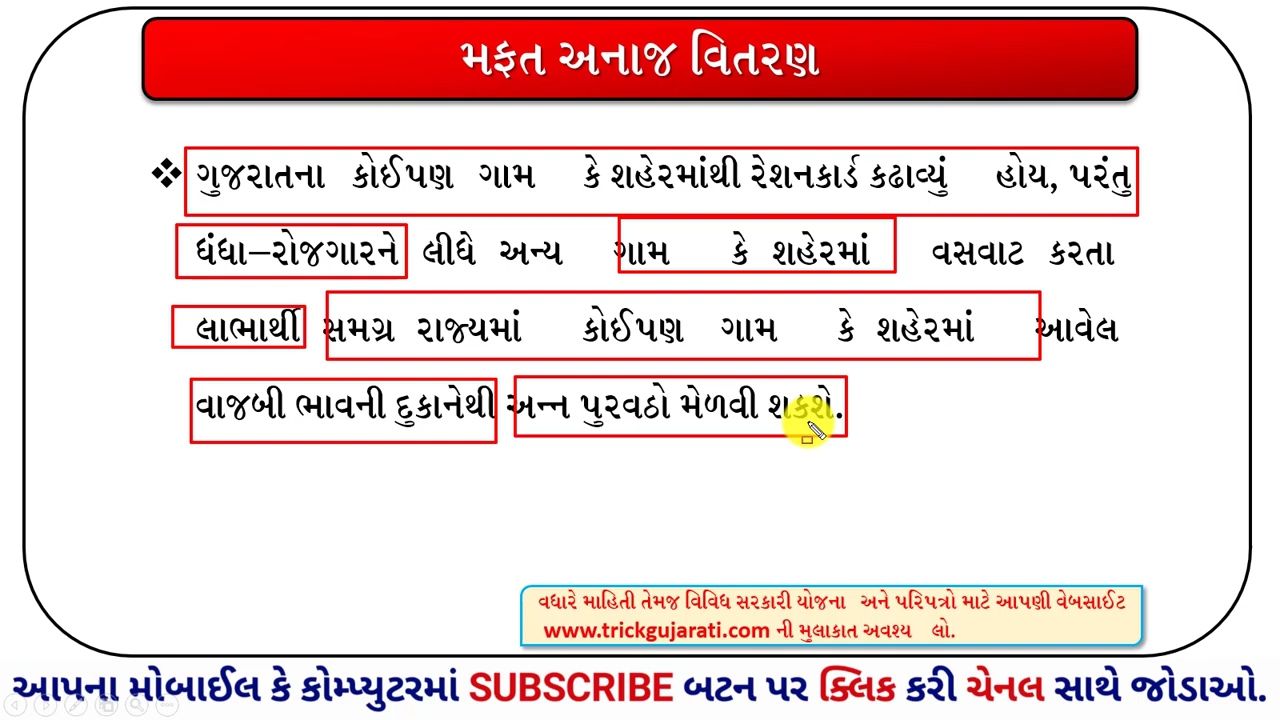 મફત અનાજ વિતરણ
❖ ગુજરાતના કોઈપણ ગામ કે શહેરમાંથી રેશનકાર્ડ કઢાવ્યું હોય, પરંતુ
ધંધા–રોજગારને લીધે અન્ય ગામ કે શહેરમાં વસવાટ કરતા
લાભાર્થી સમગ્ર રાજ્યમાં કોઈપણ ગામ કે શહેરમાં આવેલ
વાજબી ભાવની દુકાનેથી અન્ન પુરવઠો મેળવી શકશે.
વધારે માહિતી તેમજ વિવિધ સરકારી યોજના અને પરિપત્રો માટે આપણી વેબસાઈટ
www.trickgujarati.com ની મુલાકાત અવશ્ય લો.
આપના મોબાઈલ કે કોમ્પ્યુટરમાં SUBSCRIBE બટન પર ક્લિક કરી ચેનલ સાથે જોડાઓ.